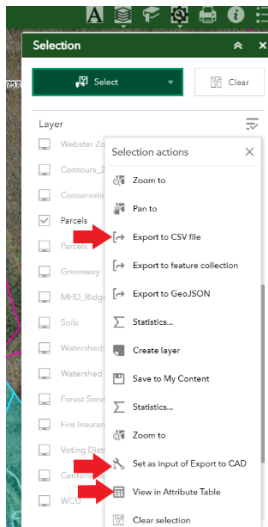 A
Selection
Select
Clear
Layer
Webster Zo
Contours_2
Conservatio
Parcels
Parcels
Greenway
MHD_Ridg
Soils
Watershed
Watershed
Forest Serv
Fire Insuran
Voting Dist
WCU
Selection actions
Zoom to
Pan to
Export to CSV file
Export to feature collection
Export to GeoJSON
Statistics...
Create layer
Save to My Content
Statistics...
Zoom to
Set as input of Export to CAD
View in Attribute Table
Clear selection